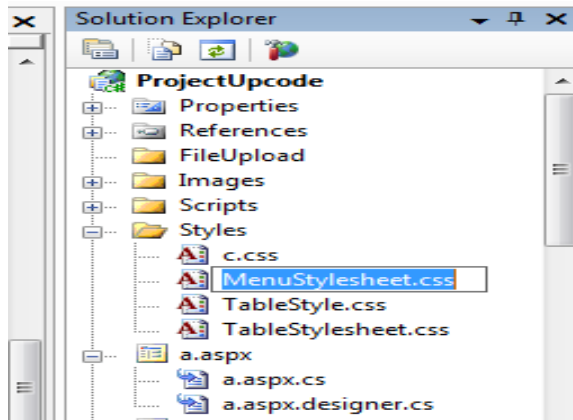 Solution Explorer
ProjectUpcode
Properties
References
FileUpload
Images
Scripts
Styles
c.css
MenuStylesheet.css
TableStyle.css
TableStylesheet.css
a.aspx
a.aspx.cs
a.aspx.designer.cs